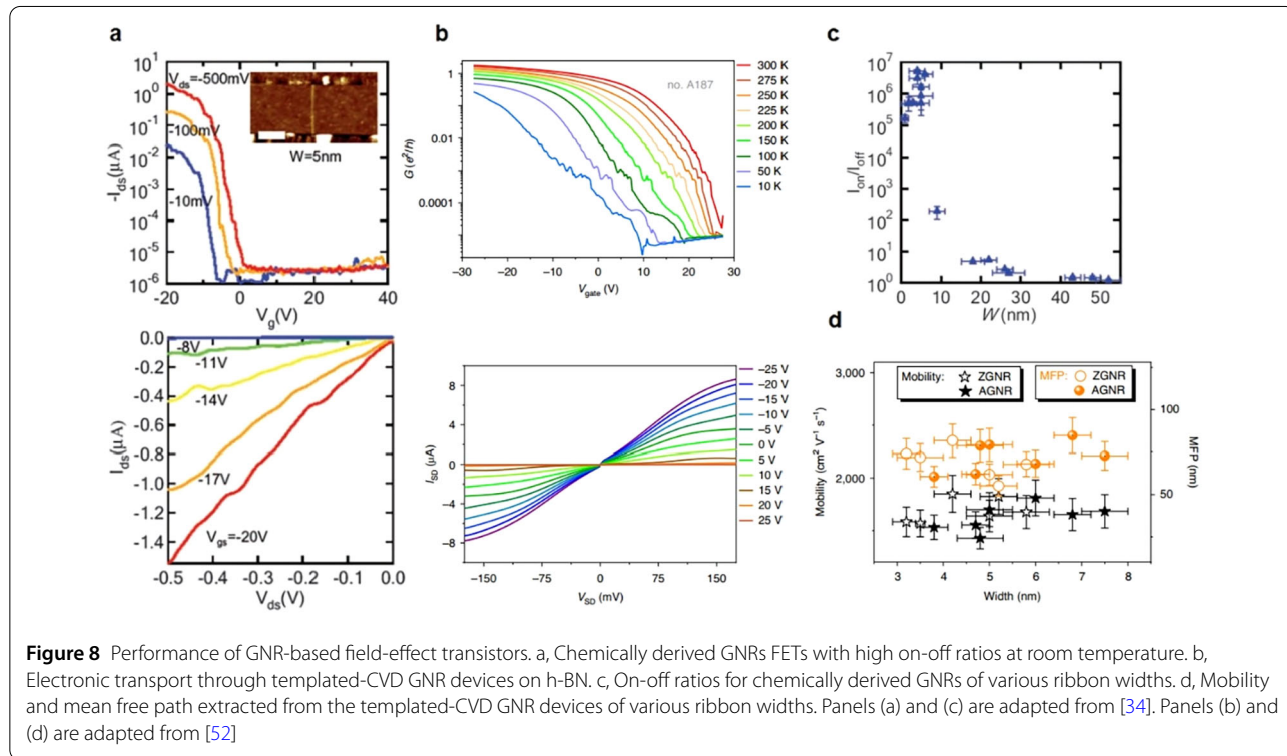 a
10¹
10⁰
10⁻¹
10⁻²
10⁻³
10⁻⁴
10⁻⁵
10⁻⁶
-I_ds(μA)
V_ds=-500mV
-100mV
-10mV
W=5nm
-20 0 20 40
V_g(V)
0.0
-0.2
-0.4
-0.6
-0.8
-1.0
-1.2
-1.4
I_ds(μA)
-8V
-11V
-14V
-17V
V_gs=-20V
-0.5 -0.4 -0.3 -0.2 -0.1 0.0
V_ds(V)
b
1
0.01
0.0001
G (e²/h)
no. A187
-30 -20 -10 0 10 20 30
V_gate (V)
300 K
275 K
250 K
225 K
200 K
150 K
100 K
50 K
10 K
8
4
0
-4
-8
I_SD (μA)
-150 -75 0 75 150
V_SD (mV)
–25 V
–20 V
–15 V
–10 V
–5 V
0 V
5 V
10 V
15 V
20 V
25 V
c
10⁷
10⁶
10⁵
10⁴
10³
10²
10¹
10⁰
I_on/I_off
0 10 20 30 40 50
W(nm)
d
Mobility: ☆ ZGNR ★ AGNR
MFP: ZGNR AGNR
3,000
2,000
Mobility (cm² V⁻¹ s⁻¹)
100
50
MFP (nm)
3 4 5 6 7 8
Width (nm)
Figure 8 Performance of GNR-based field-effect transistors. a, Chemically derived GNRs FETs with high on-off ratios at room temperature. b,
Electronic transport through templated-CVD GNR devices on h-BN. c, On-off ratios for chemically derived GNRs of various ribbon widths. d, Mobility
and mean free path extracted from the templated-CVD GNR devices of various ribbon widths. Panels (a) and (c) are adapted from [34]. Panels (b) and
(d) are adapted from [52]